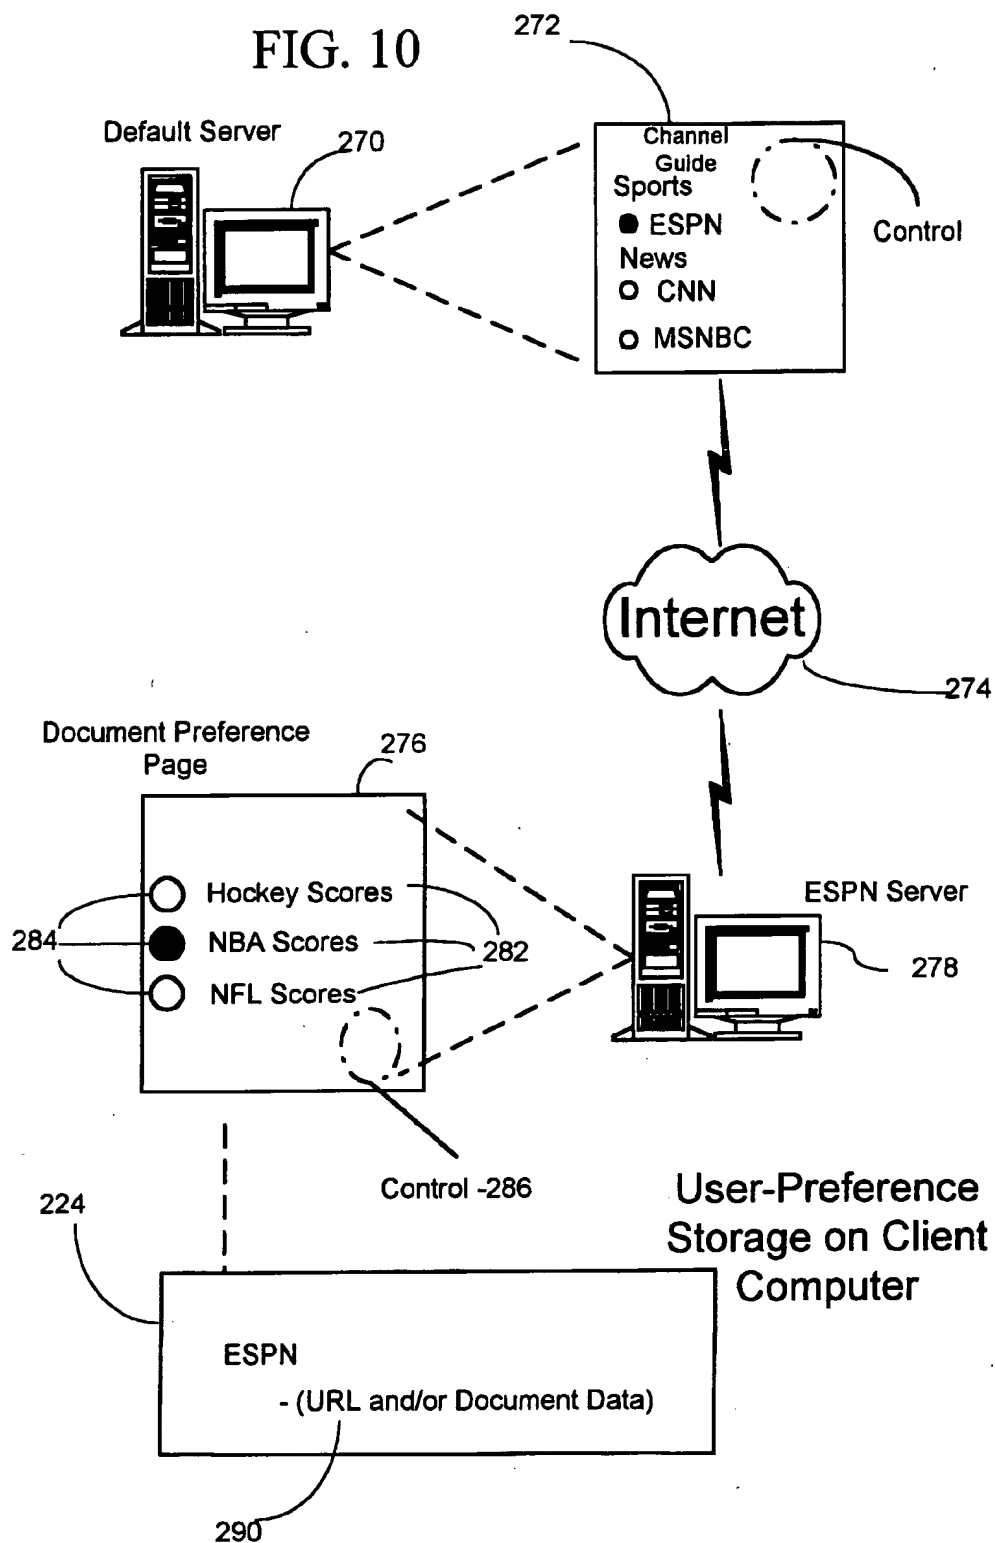 FIG. 10
272
Default Server
270
Channel
Guide
Sports
ESPN
News
CNN
MSNBC
Control
Internet
274
Document Preference
Page
276
Hockey Scores
NBA Scores
NFL Scores
284
282
ESPN Server
278
Control -286
User-Preference
Storage on Client
Computer
224
ESPN
- (URL and/or Document Data)
290